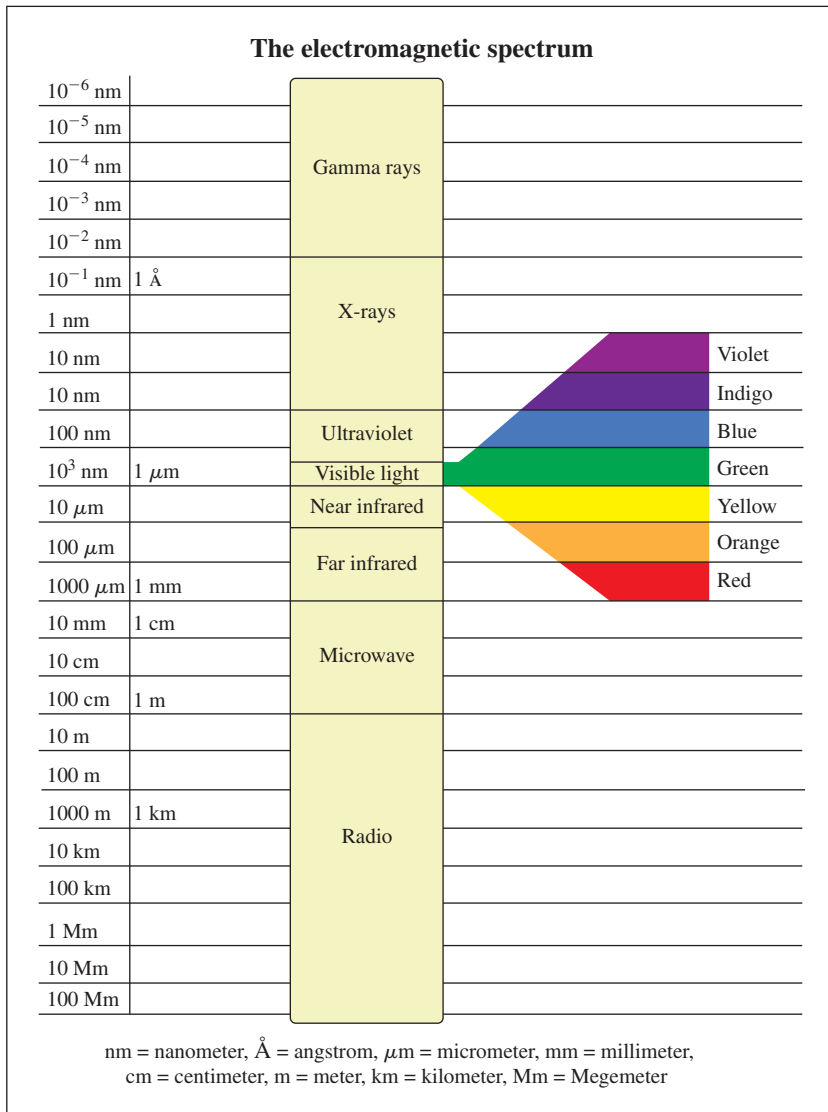 The electromagnetic spectrum
10⁻⁶ nm
10⁻⁵ nm
10⁻⁴ nm
Gamma rays
10⁻³ nm
10⁻² nm
10⁻¹ nm 1 Å
X-rays
1 nm
10 nm
Violet
10 nm
Indigo
100 nm
Ultraviolet
Blue
10³ nm 1 μm
Visible light
Green
10 μm
Near infrared
Yellow
100 μm
Far infrared
Orange
1000 μm 1 mm
Red
10 mm 1 cm
Microwave
10 cm
100 cm 1 m
10 m
100 m
1000 m 1 km
Radio
10 km
100 km
1 Mm
10 Mm
100 Mm
nm = nanometer, Å = angstrom, μm = micrometer, mm = millimeter,
cm = centimeter, m = meter, km = kilometer, Mm = Megemeter